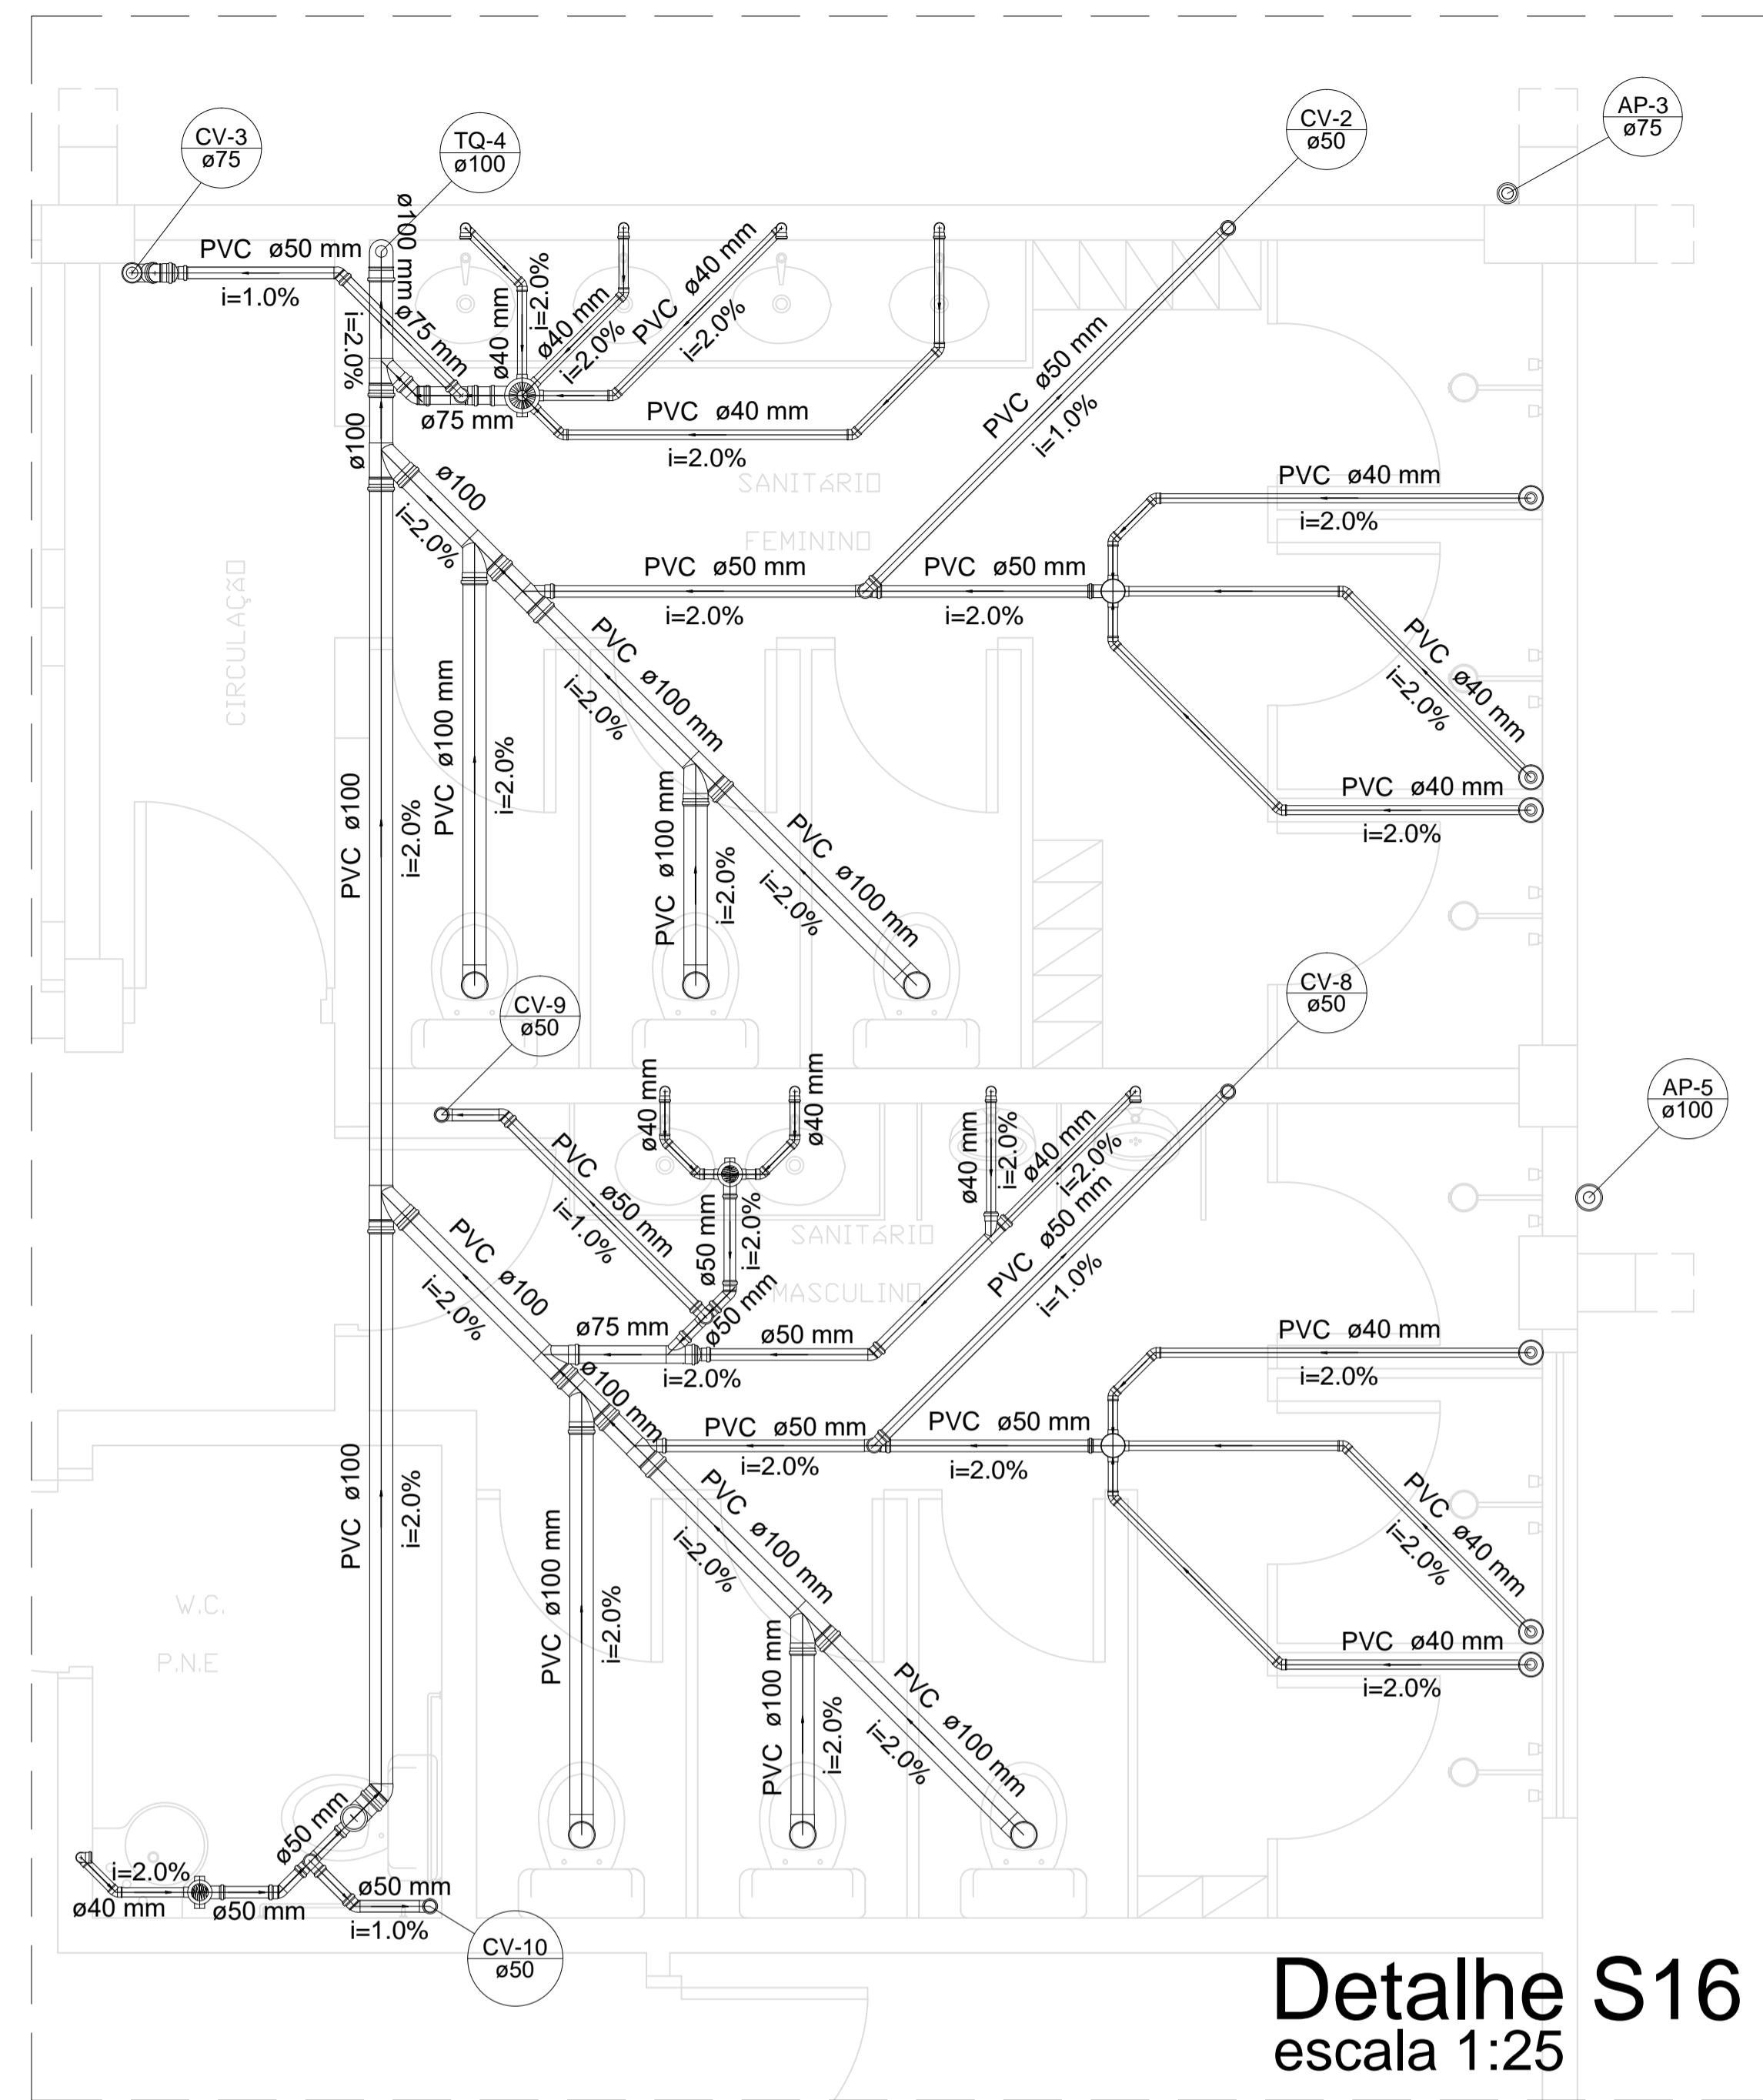 CV-3
ø75
TQ-4
ø100
CV-2
ø50
AP-3
ø75
PVC ø50 mm
i=1.0%
ø100 mm
i=2.0%
ø75 mm
ø40 mm
i=2.0%
ø40 mm
i=2.0%
PVC ø40 mm
i=2.0%
ø75 mm
PVC ø40 mm
i=2.0%
PVC ø50 mm
i=1.0%
ø100
ø100
i=2.0%
SANITáRIO
FEMININO
PVC ø40 mm
i=2.0%
PVC ø50 mm
i=2.0%
PVC ø50 mm
i=2.0%
CIRCULAÇÃO
PVC ø100 mm
i=2.0%
PVC ø100 mm
i=2.0%
PVC ø40 mm
i=2.0%
PVC ø40 mm
i=2.0%
PVC ø100
i=2.0%
PVC ø100 mm
i=2.0%
PVC ø100 mm
i=2.0%
CV-9
ø50
CV-8
ø50
AP-5
ø100
ø40 mm
ø40 mm
ø40 mm
i=2.0%
ø40 mm
i=2.0%
PVC ø50 mm
i=1.0%
ø50 mm
i=2.0%
SANITáRIO
MASCULINO
PVC ø50 mm
i=1.0%
PVC ø100
i=2.0%
ø50 mm
ø75 mm
ø50 mm
i=2.0%
PVC ø40 mm
i=2.0%
ø100 mm
PVC ø50 mm
i=2.0%
PVC ø50 mm
i=2.0%
PVC ø100
i=2.0%
PVC ø100 mm
i=2.0%
PVC ø100 mm
i=2.0%
PVC ø40 mm
i=2.0%
PVC ø40 mm
i=2.0%
W.C.
P.N.E
PVC ø100 mm
i=2.0%
PVC ø100 mm
i=2.0%
ø50 mm
i=2.0%
ø40 mm
ø50 mm
ø50 mm
i=1.0%
CV-10
ø50
Detalhe S16
escala 1:25